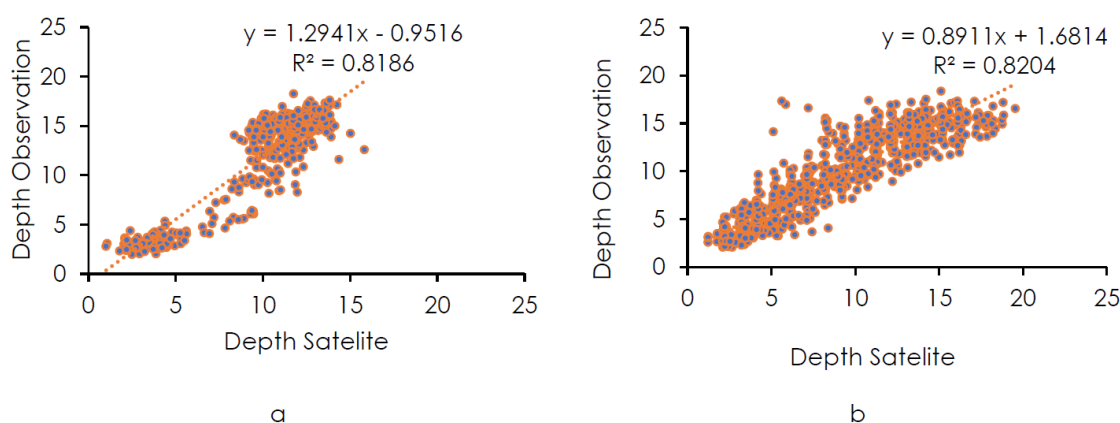 25
20
15
10
5
0
Depth Observation
y = 1.2941x - 0.9516
R² = 0.8186
0 5 10 15 20 25
Depth Satelite
a
25
20
15
10
5
0
Depth Observation
y = 0.8911x + 1.6814
R² = 0.8204
0 5 10 15 20 25
Depth Satelite
b